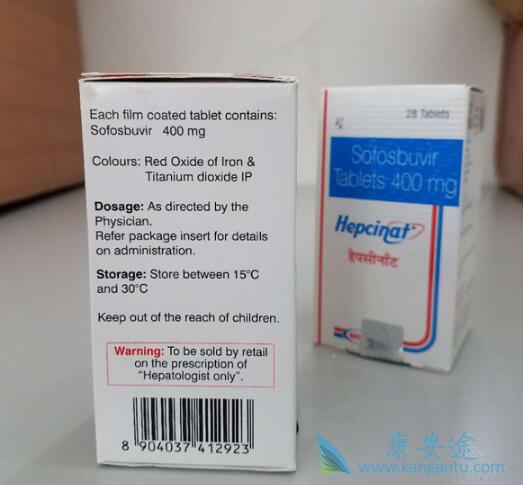 Each film coated tablet contains:
Sofosbuvir 400 mg
Colours: Red Oxide of Iron &
Titanium dioxide IP
Dosage: As directed by the
Physician.
Refer package insert for details
on administration.
Storage: Store between 15°C
and 30°C
Keep out of the reach of children.
Warning: To be sold by retail
on the prescription of
"Hepatologist only".
8 904037 412923
28 Tablets
Rx
Sofosbuvir
Tablets 400 mg
Hepcinat
हेपसीनॉट
康安途
www.kangantu.com